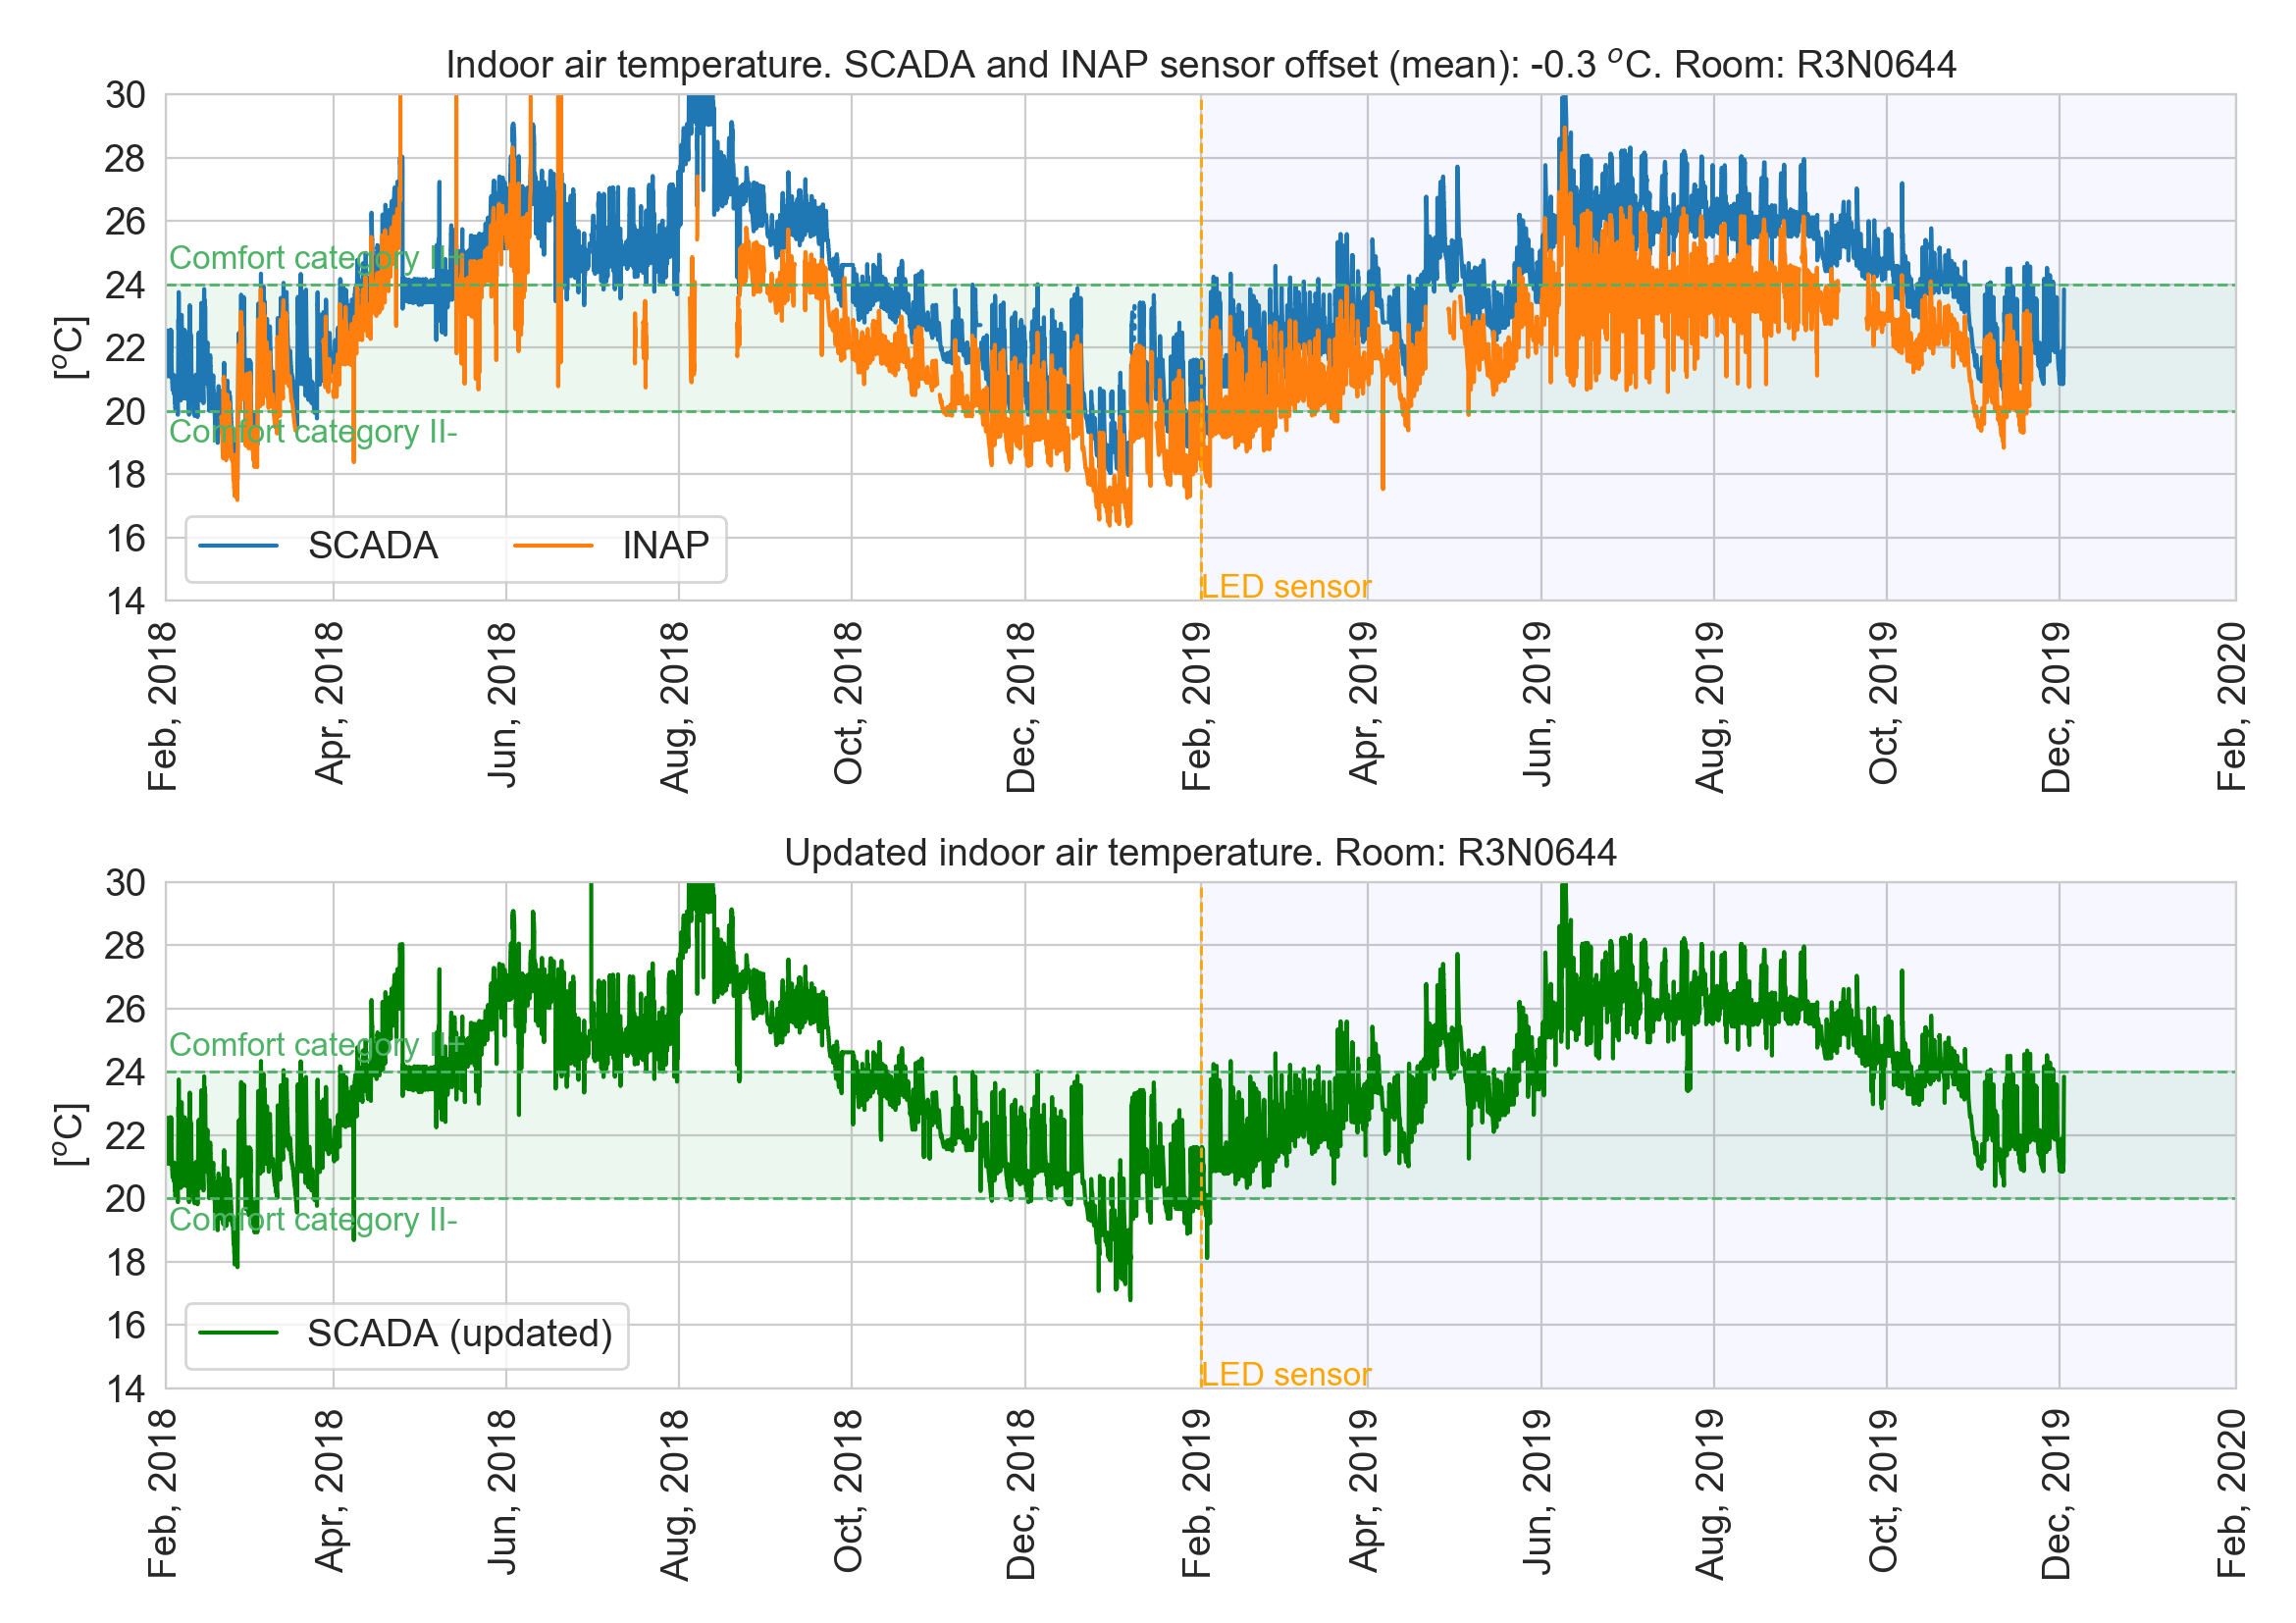 Indoor air temperature. SCADA and INAP sensor offset (mean): -0.3 °C. Room: R3N0644
30
28
26
24
22
20
18
16
14
[°C]
Comfort category II+
Comfort category II-
SCADA INAP
LED sensor
Feb, 2018 Apr, 2018 Jun, 2018 Aug, 2018 Oct, 2018 Dec, 2018 Feb, 2019 Apr, 2019 Jun, 2019 Aug, 2019 Oct, 2019 Dec, 2019 Feb, 2020
Updated indoor air temperature. Room: R3N0644
30
28
26
24
22
20
18
16
14
[°C]
Comfort category II+
Comfort category II-
SCADA (updated)
LED sensor
Feb, 2018 Apr, 2018 Jun, 2018 Aug, 2018 Oct, 2018 Dec, 2018 Feb, 2019 Apr, 2019 Jun, 2019 Aug, 2019 Oct, 2019 Dec, 2019 Feb, 2020